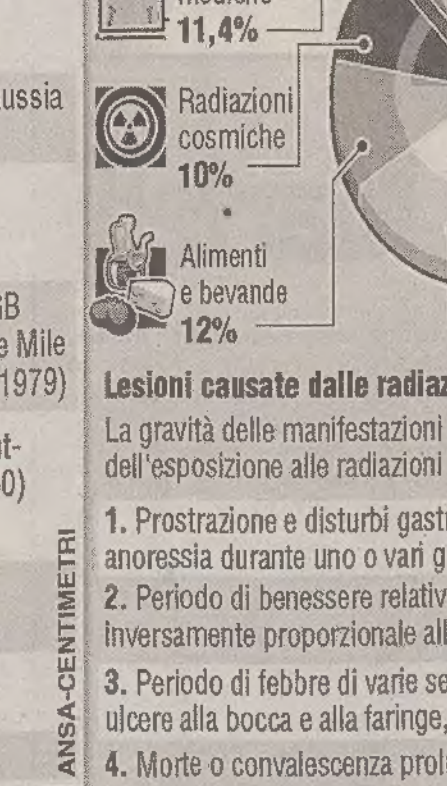 11,4%
Radiazioni
cosmiche
10%
Alimenti
e bevande
12%
ussia
GB
e Mile
1979)
t-
0)
ANSA-CENTIMETRI
Lesioni causate dalle radiaz
La gravità delle manifestazioni
dell'esposizione alle radiazioni
1. Prostrazione e disturbi gastr
anoressia durante uno o vari g
2. Periodo di benessere relativ
inversamente proporzionale all
3. Periodo di febbre di varie se
ulcere alla bocca e alla faringe,
4. Morte o convalescenza prol